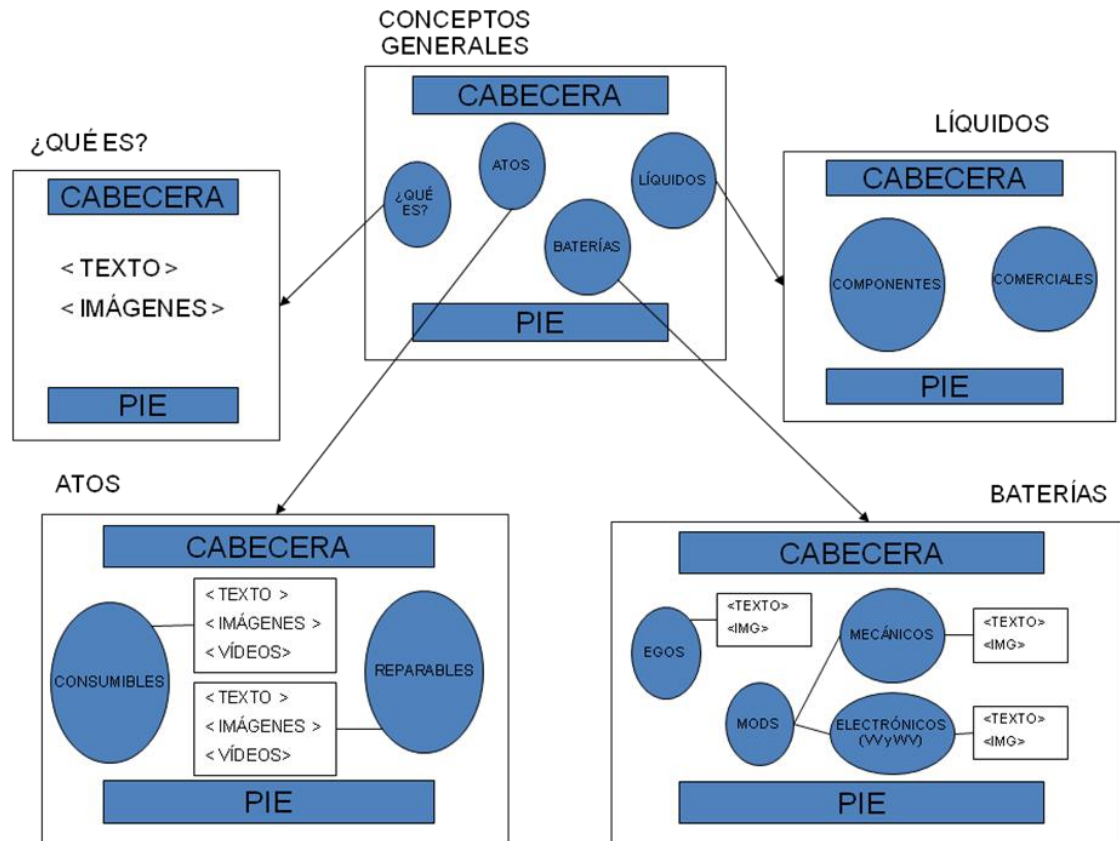 CONCEPTOS
GENERALES
CABECERA
¿QUÉ
ES?
ATOS
BATERÍAS
LÍQUIDOS
PIE
¿QUÉ ES?
CABECERA
< TEXTO >
< IMÁGENES >
PIE
LÍQUIDOS
CABECERA
COMPONENTES
COMERCIALES
PIE
ATOS
CABECERA
CONSUMIBLES
< TEXTO >
< IMÁGENES >
< VÍDEOS>
< TEXTO >
< IMÁGENES >
< VÍDEOS>
REPARABLES
PIE
BATERÍAS
CABECERA
EGOS
<TEXTO>
<IMG>
MODS
MECÁNICOS
<TEXTO>
<IMG>
ELECTRÓNICOS
(VV y WV)
<TEXTO>
<IMG>
PIE